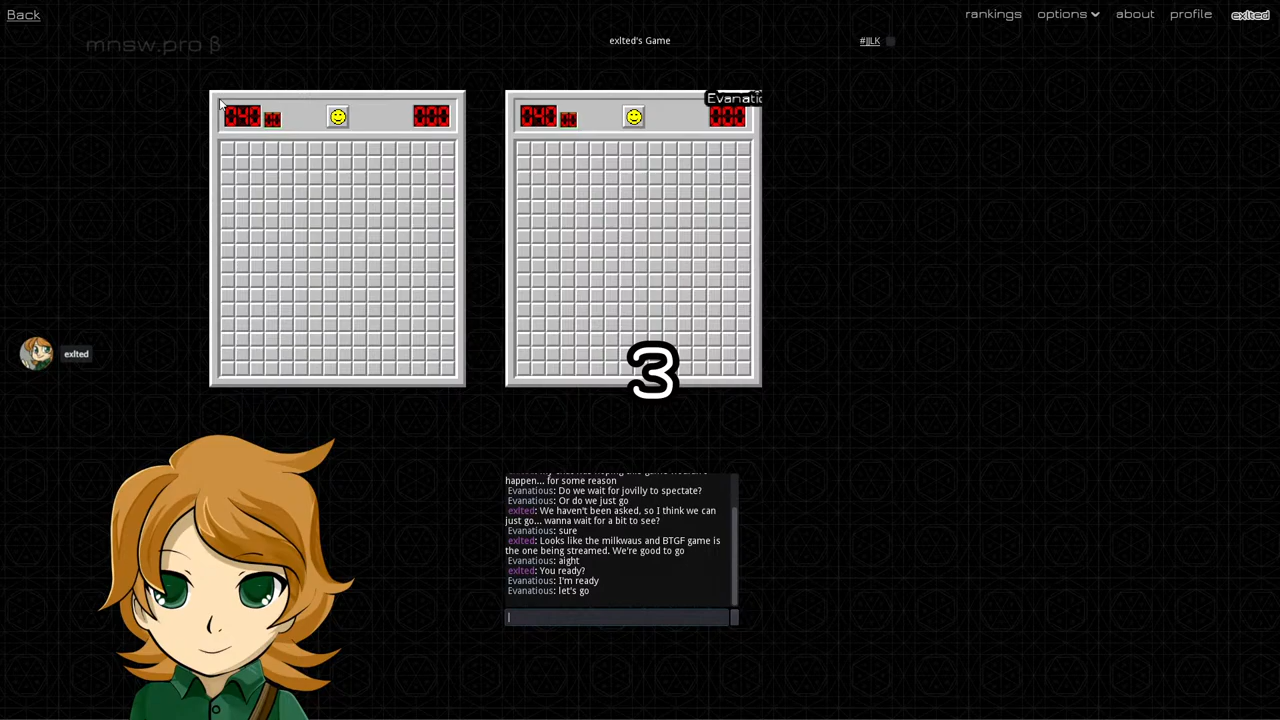 Back
rankings
options
about
profile
exlted
mnsw.pro β
exlted's Game
Evanatio
040
000
040
000
exlted
3
happen... for some reason
Evanatious: Do we wait for jovilly to spectate?
Evanatious: Or do we just go
exlted: We haven't been asked, so I think we can
just go... wanna wait for a bit to see?
Evanatious: sure
exlted: Looks like the milkwaus and BTGF game is
the one being streamed. We're good to go
Evanatious: aight
exlted: You ready?
Evanatious: I'm ready
Evanatious: let's go